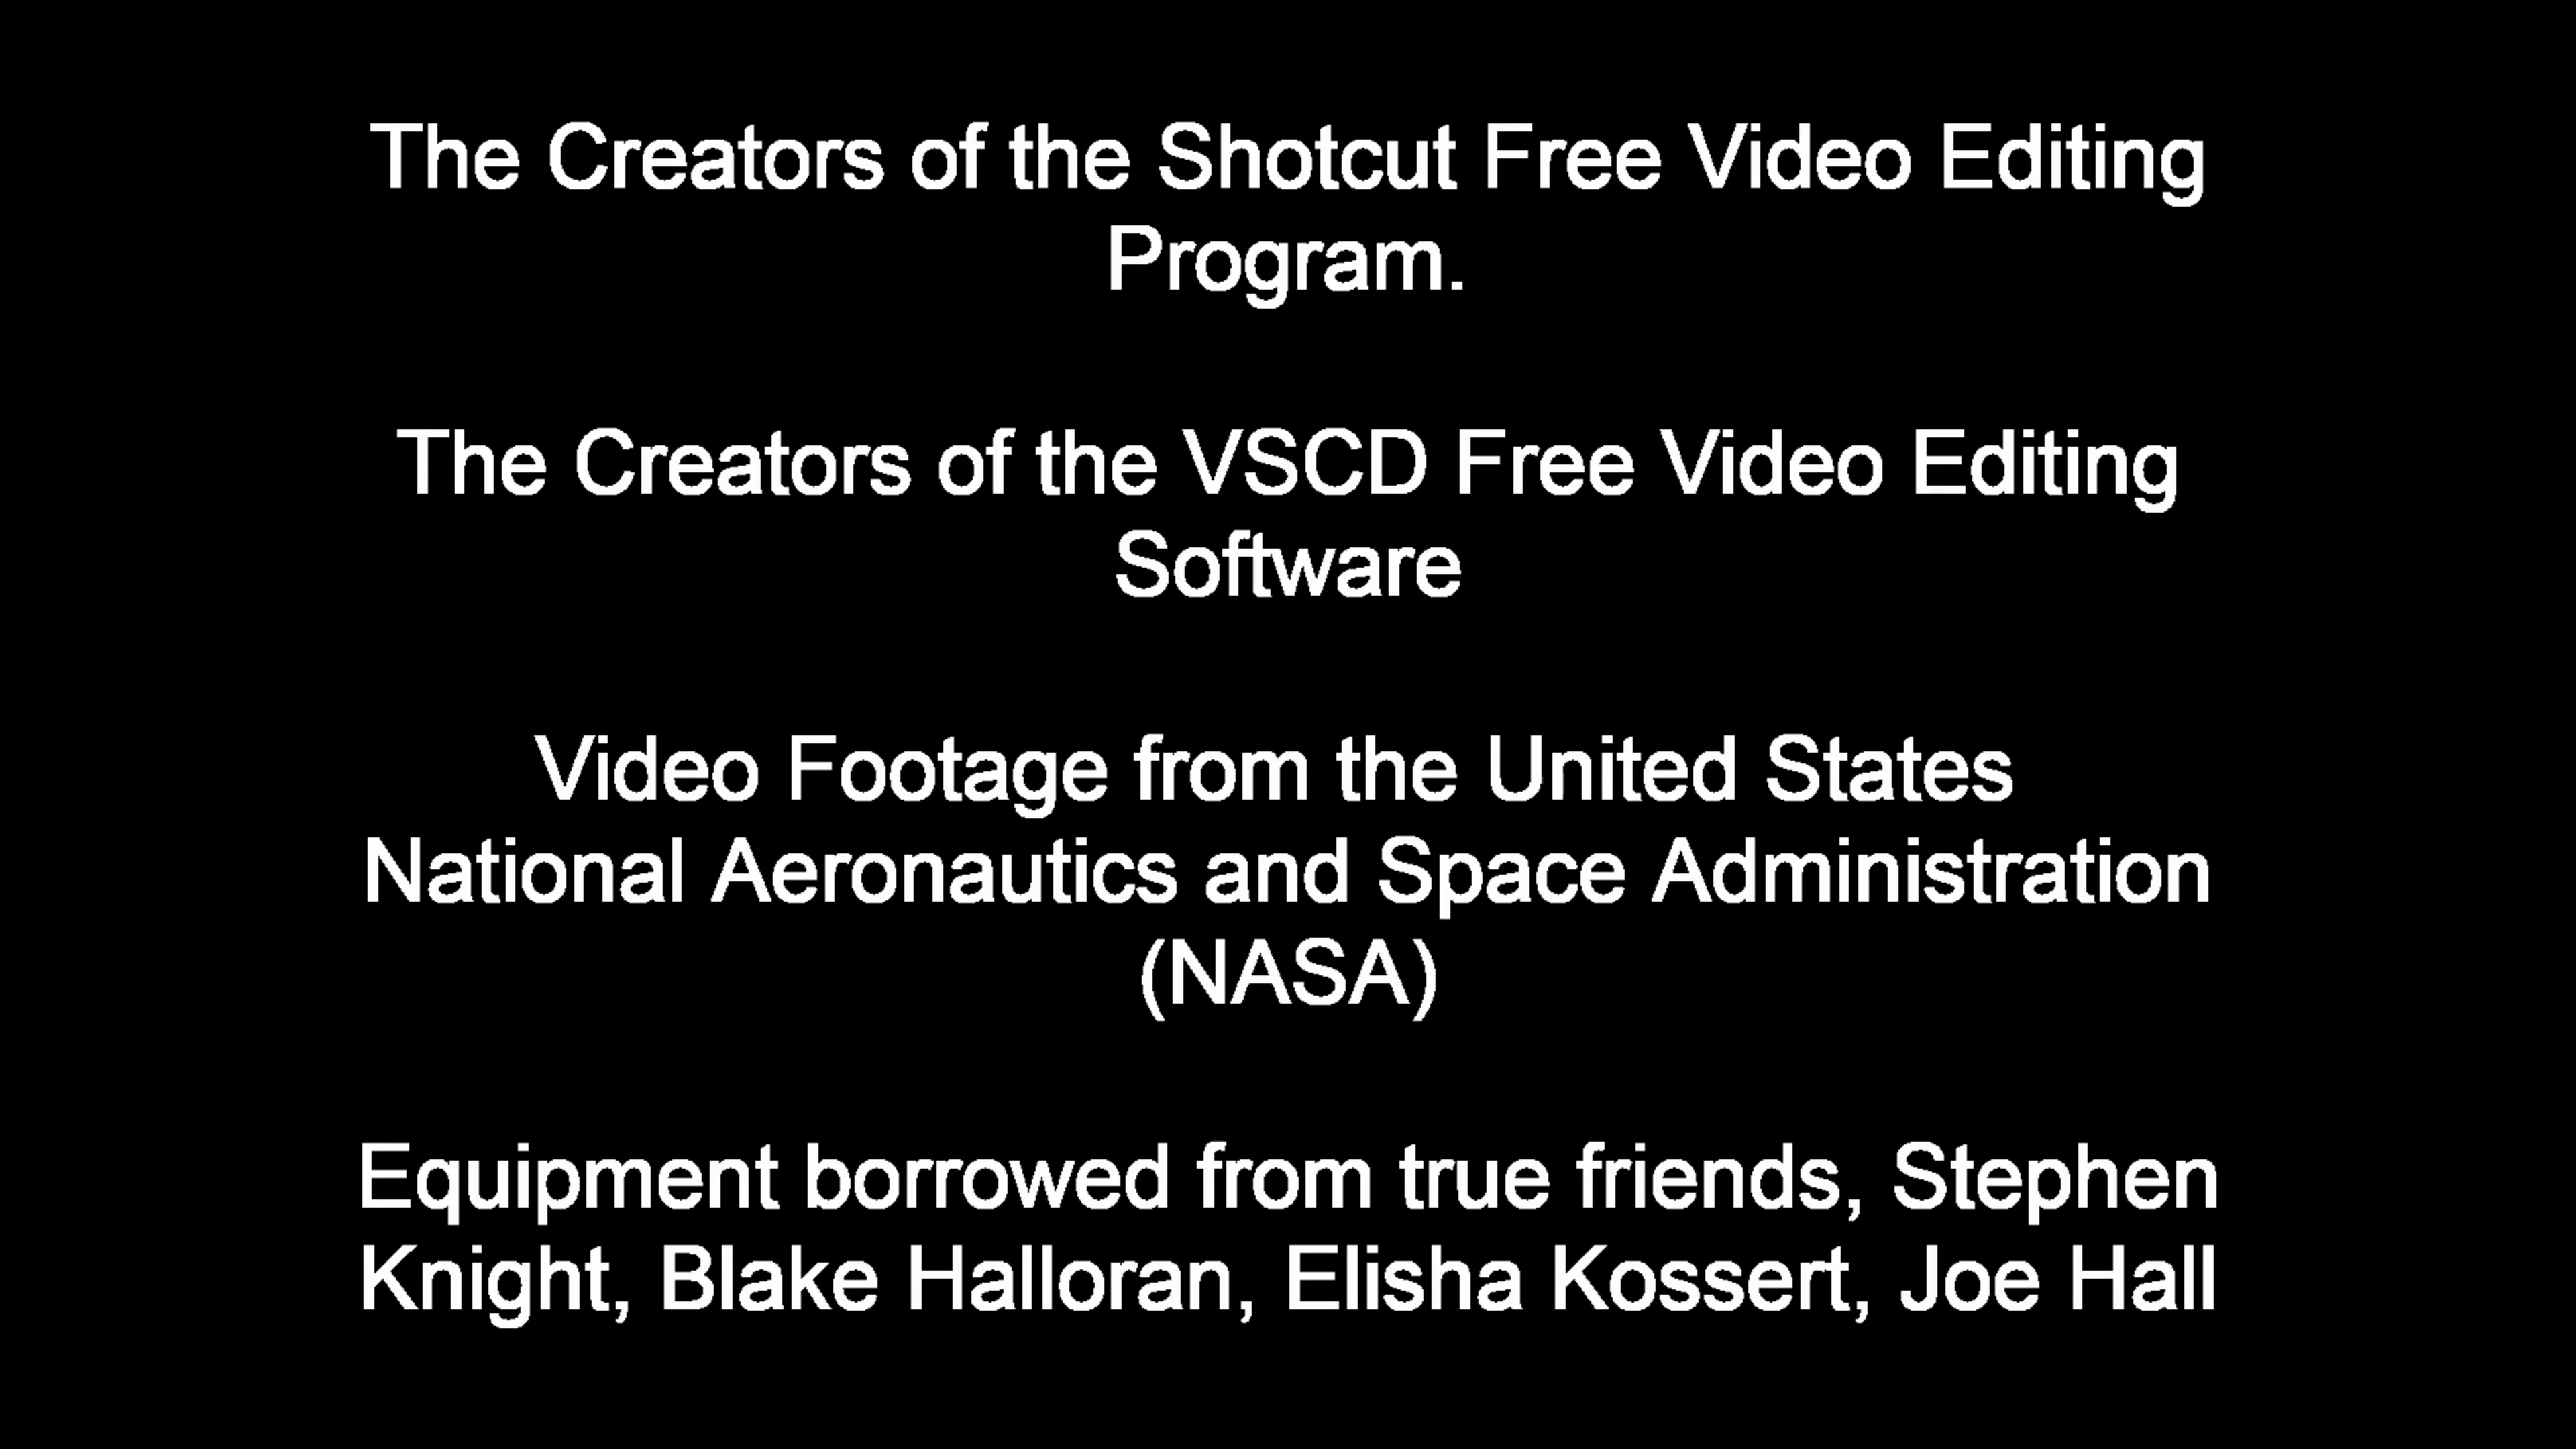 The Creators of the Shotcut Free Video Editing
Program.
The Creators of the VSCD Free Video Editing
Software
Video Footage from the United States
National Aeronautics and Space Administration
(NASA)
Equipment borrowed from true friends, Stephen
Knight, Blake Halloran, Elisha Kossert, Joe Hall